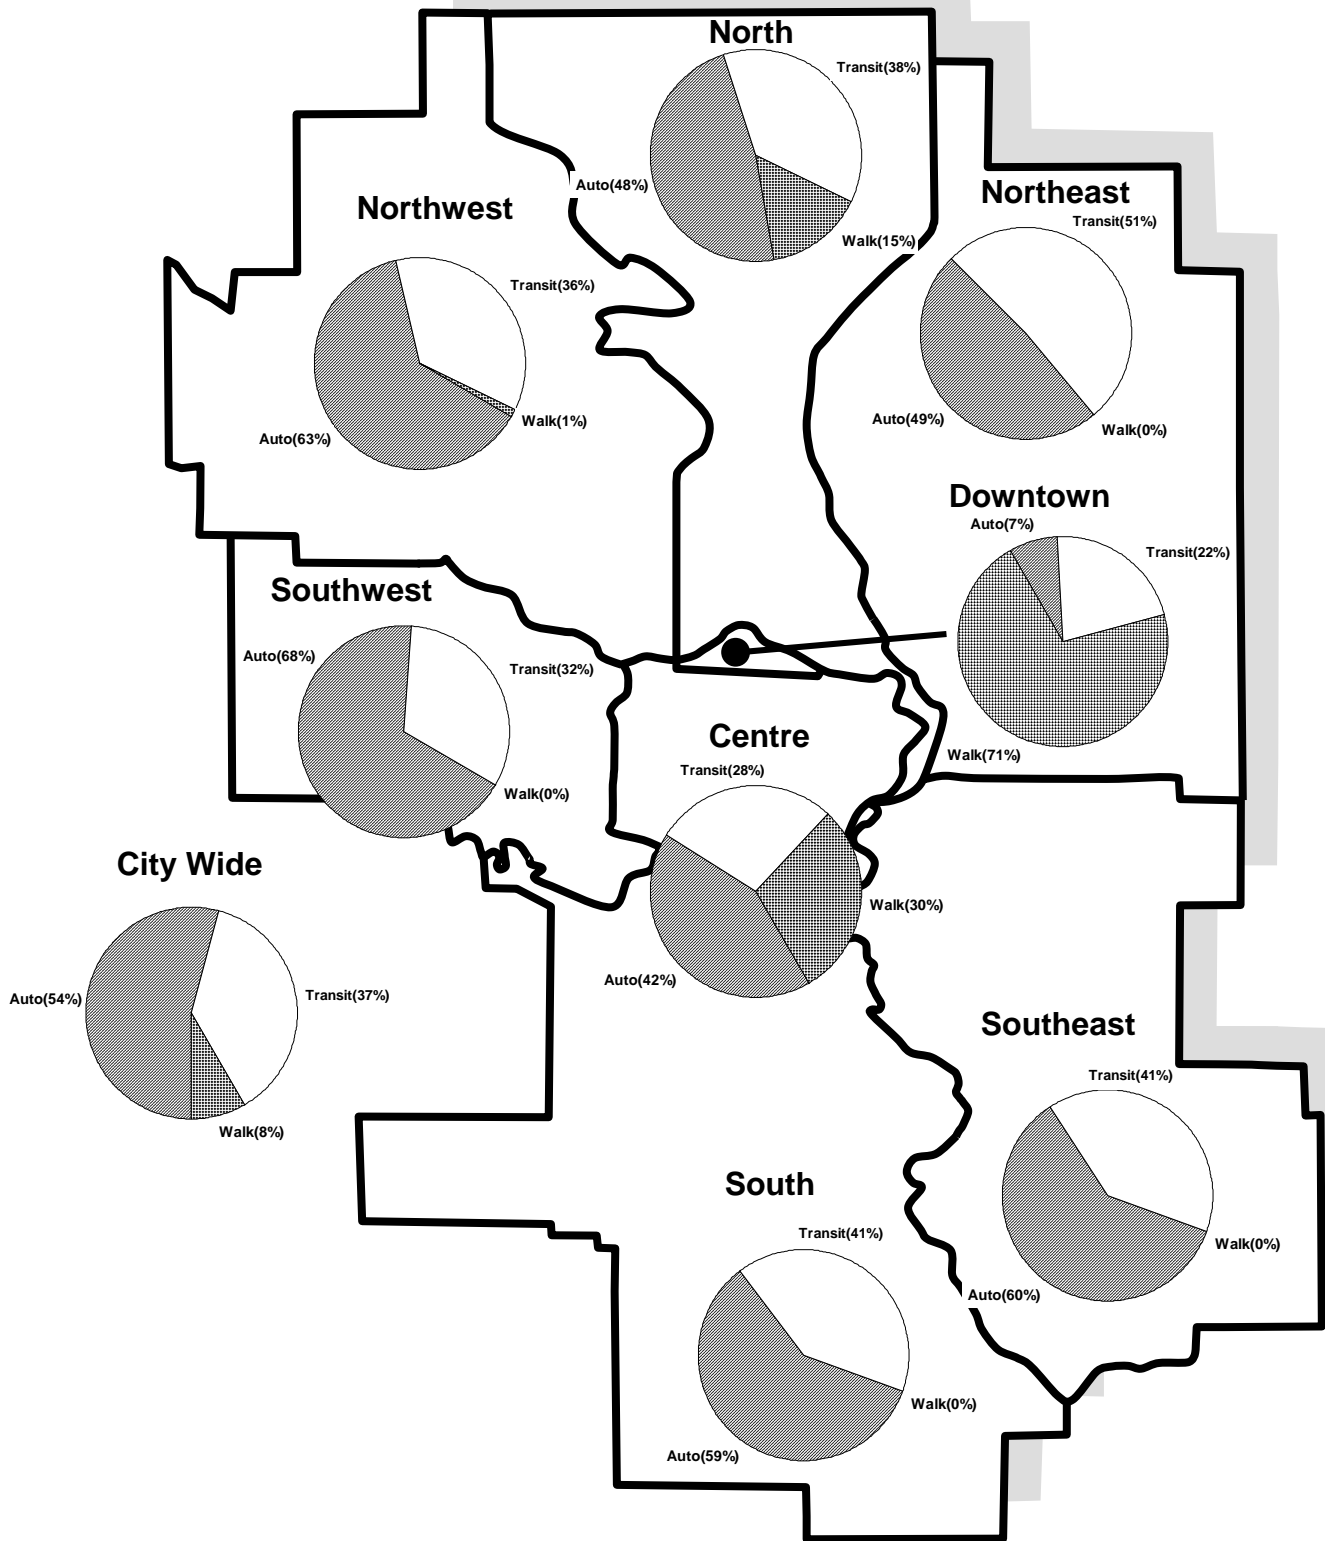 North
Transit(38%)
Auto(48%)
Walk(15%)
Northwest
Transit(36%)
Auto(63%)
Walk(1%)
Northeast
Transit(51%)
Auto(49%)
Walk(0%)
Downtown
Auto(7%)
Transit(22%)
Walk(71%)
Southwest
Auto(68%)
Transit(32%)
Walk(0%)
Centre
Transit(28%)
Walk(30%)
Auto(42%)
City Wide
Auto(54%)
Transit(37%)
Walk(8%)
Southeast
Transit(41%)
Walk(0%)
Auto(60%)
South
Transit(41%)
Walk(0%)
Auto(59%)